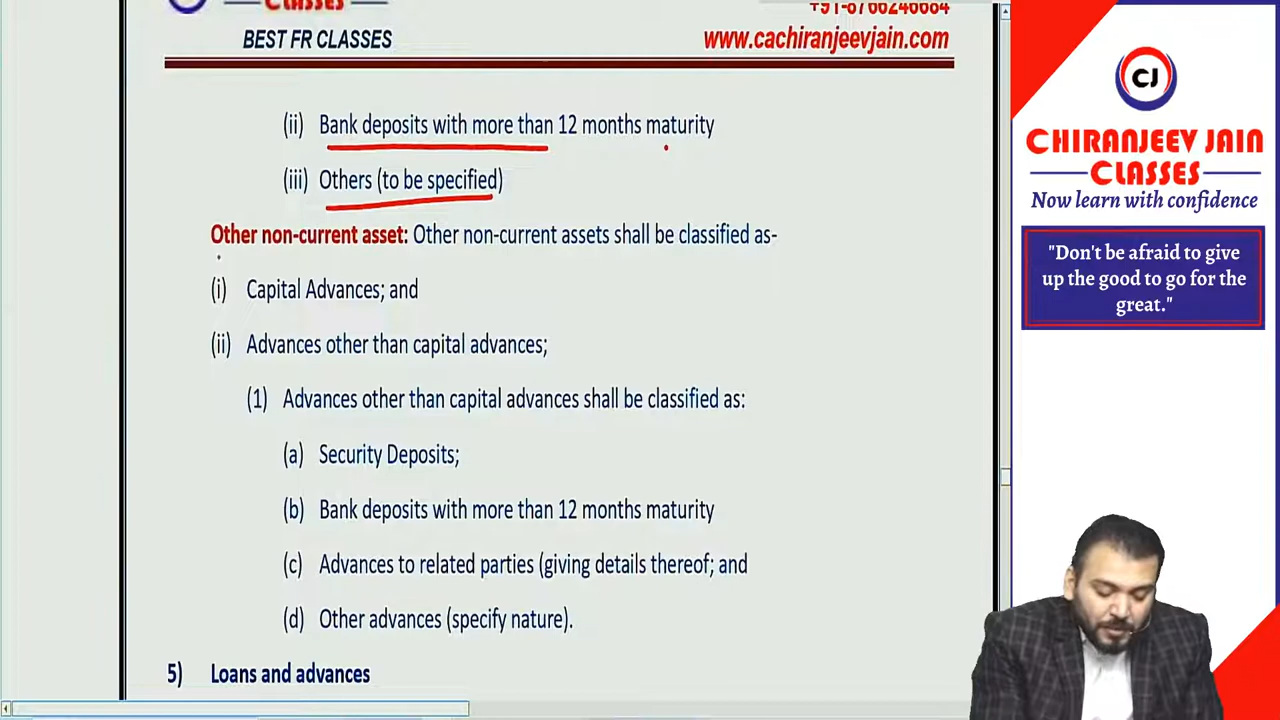 CLASSES
+91-8766246684
BEST FR CLASSES
www.cachiranjeevjain.com
(ii) Bank deposits with more than 12 months maturity
(iii) Others (to be specified)
Other non-current asset: Other non-current assets shall be classified as-
(i) Capital Advances; and
(ii) Advances other than capital advances;
(1) Advances other than capital advances shall be classified as:
(a) Security Deposits;
(b) Bank deposits with more than 12 months maturity
(c) Advances to related parties (giving details thereof; and
(d) Other advances (specify nature).
5) Loans and advances
CJ
CHIRANJEEV JAIN
CLASSES
Now learn with confidence
"Don't be afraid to give
up the good to go for the
great."